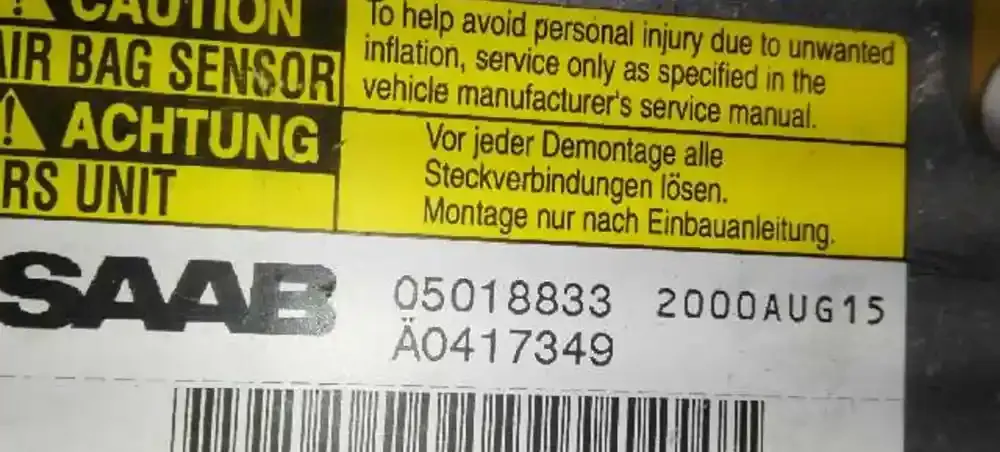 CAUTION
AIR BAG SENSOR
To help avoid personal injury due to unwanted
inflation, service only as specified in the
vehicle manufacturer's service manual.
ACHTUNG
RS UNIT
Vor jeder Demontage alle
Steckverbindungen lösen.
Montage nur nach Einbauanleitung.
SAAB 05018833 2000AUG15
Ä0417349